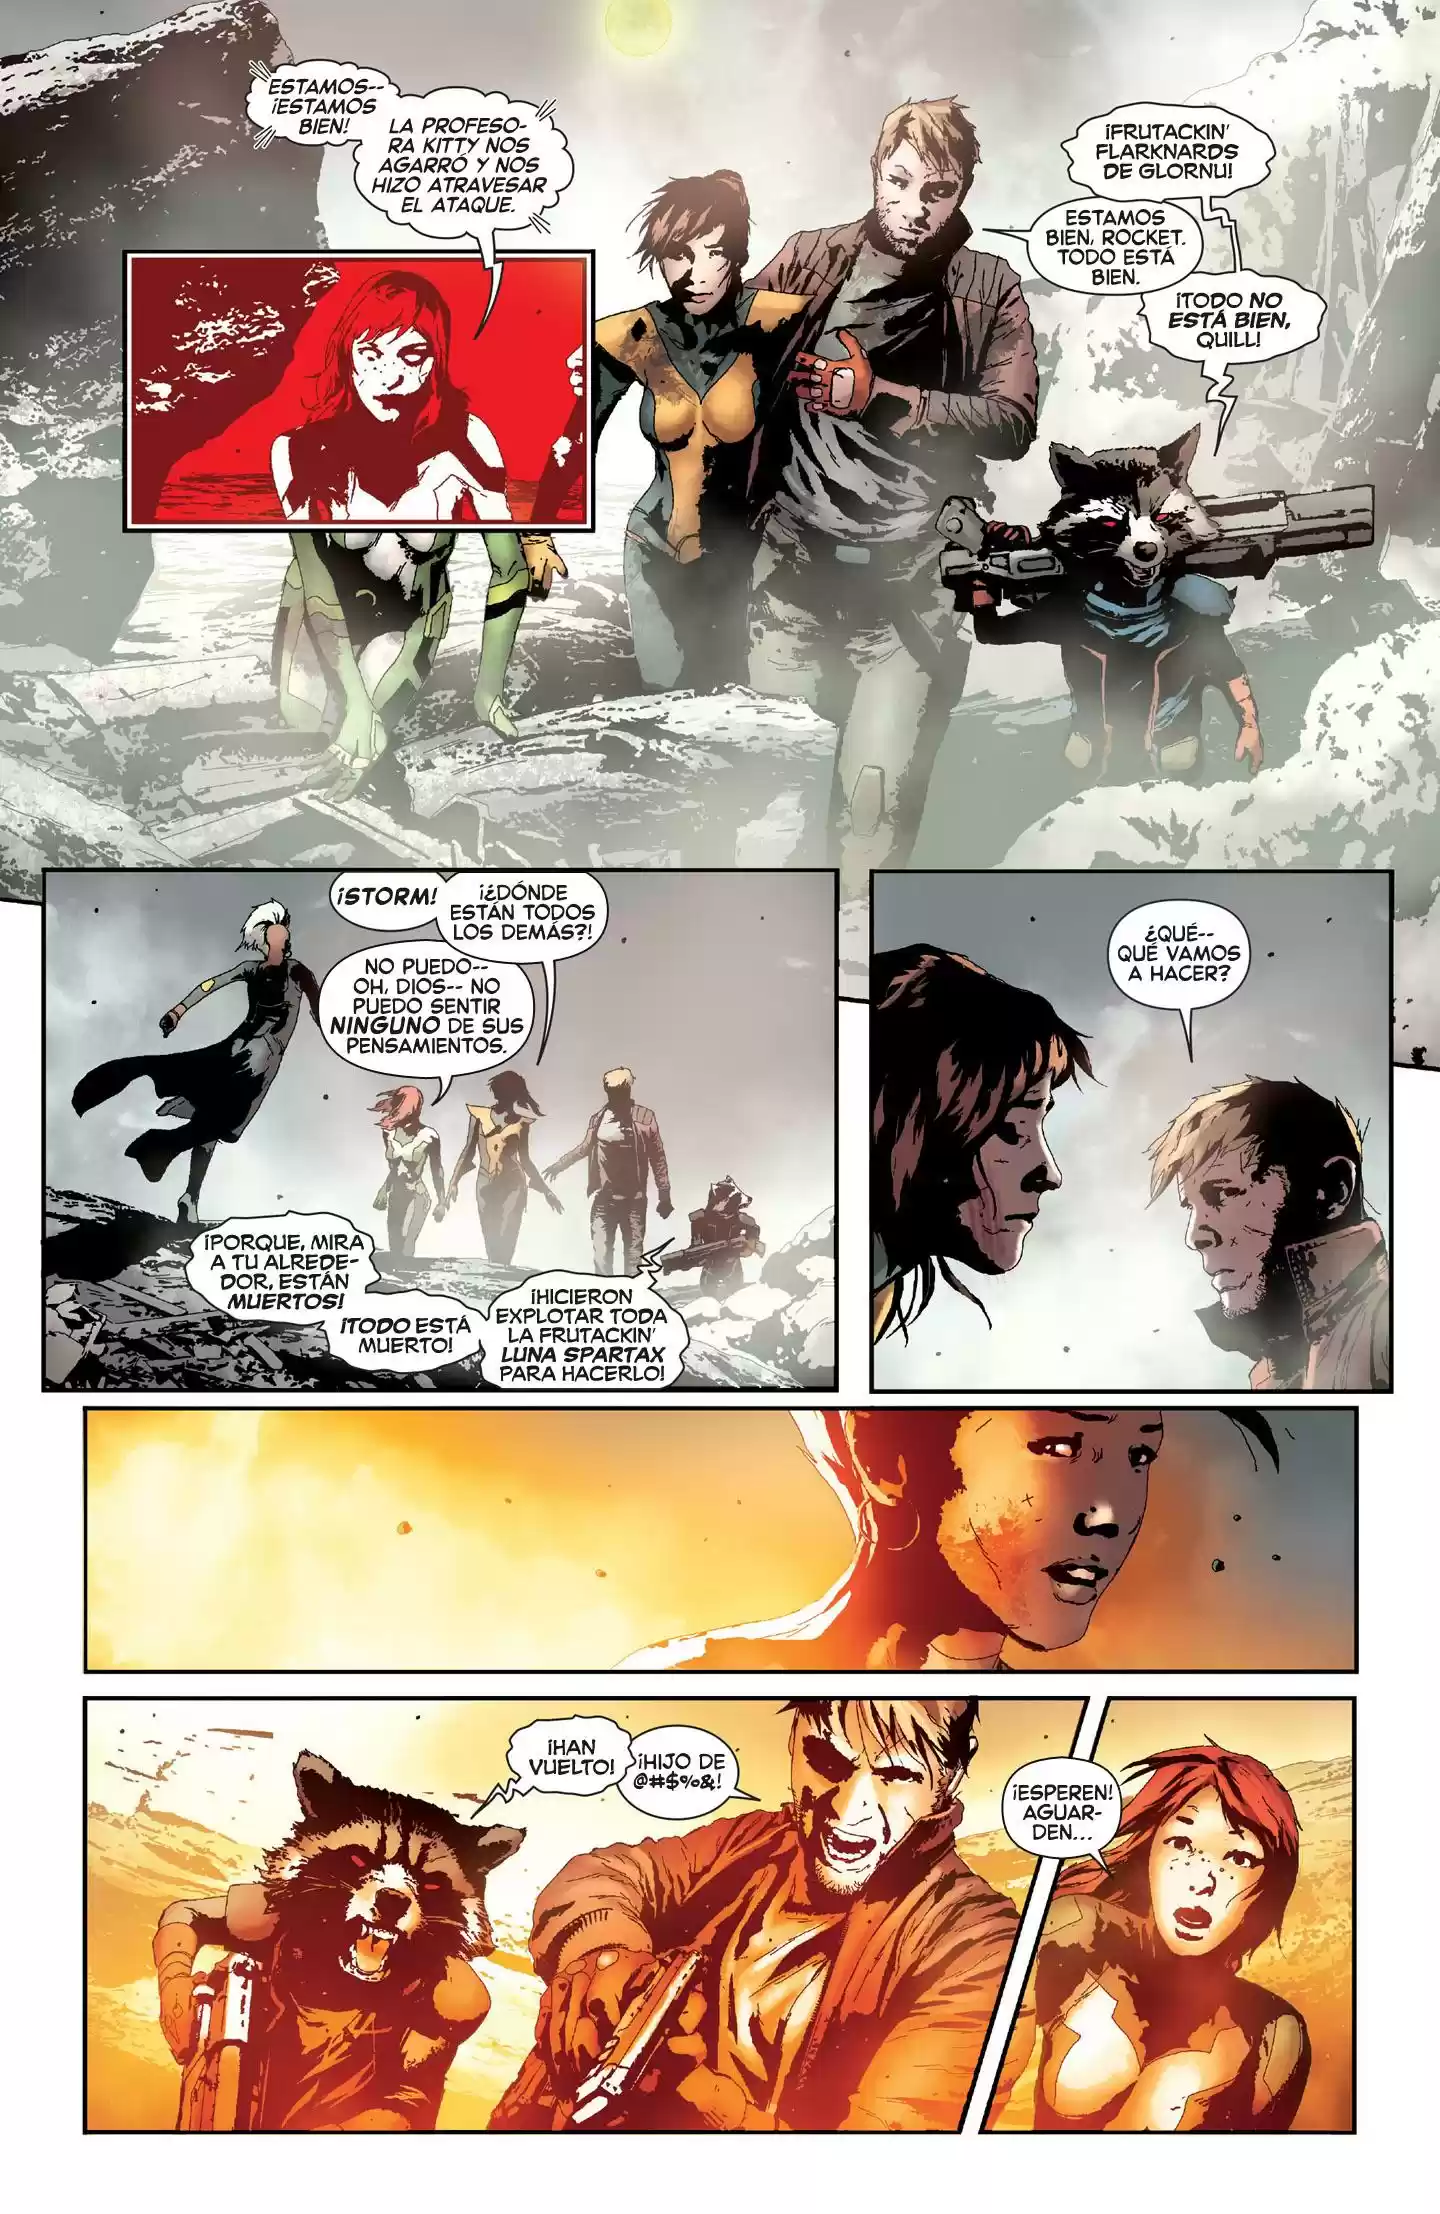 ESTAMOS--
¡ESTAMOS
BIEN!
LA PROFESO-
RA KITTY NOS
AGARRÓ Y NOS
HIZO ATRAVESAR
EL ATAQUE.
¡FRUTACKIN'
FLARKNARDS
DE GLORNU!
ESTAMOS
BIEN, ROCKET.
TODO ESTÁ
BIEN.
¡TODO NO
ESTÁ BIEN,
QUILL!
¡STORM!
¡¿DÓNDE
ESTÁN TODOS
LOS DEMÁS?!
NO PUEDO--
OH, DIOS-- NO
PUEDO SENTIR
NINGUNO DE SUS
PENSAMIENTOS.
¡PORQUE, MIRA
A TU ALREDE-
DOR, ESTÁN
MUERTOS!
¡TODO ESTÁ
MUERTO!
¡HICIERON
EXPLOTAR TODA
LA FRUTACKIN'
LUNA SPARTAX
PARA HACERLO!
¿QUÉ--
QUÉ VAMOS
A HACER?
¡HAN
VUELTO!
¡HIJO DE
@#$%&!
¡ESPEREN!
AGUAR-
DEN...